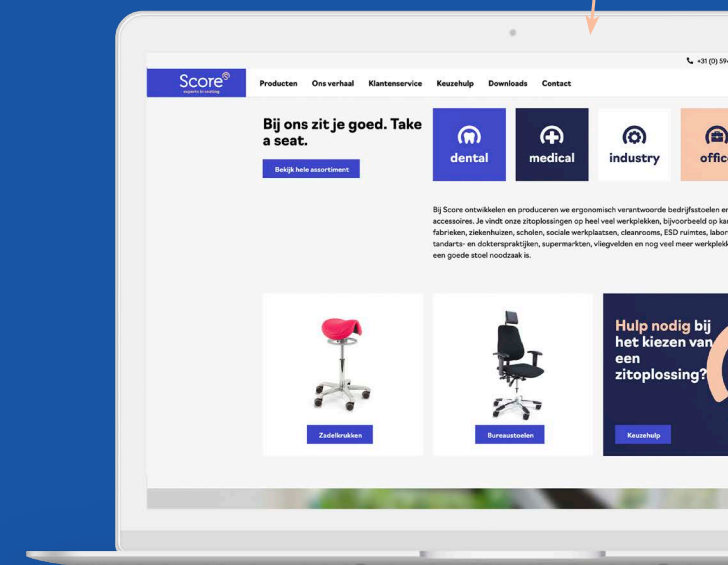 +31 (0) 59
Score
experts in seating
Producten Ons verhaal Klantenservice Keuzehulp Downloads Contact
Bij ons zit je goed. Take
a seat.
Bekijk hele assortiment
dental
medical
industry
offic
Bij Score ontwikkelen en produceren we ergonomisch verantwoorde bedrijfsstoelen en
accessoires. Je vindt onze zitoplossingen op heel veel werkplekken, bijvoorbeeld op ka
fabrieken, ziekenhuizen, scholen, sociale werkplaatsen, cleanrooms, ESD ruimtes, labor
tandarts- en dokterspraktijken, supermarkten, vliegvelden en nog veel meer werkplekk
een goede stoel noodzaak is.
Zadelkrukken
Bureaustoelen
Hulp nodig bij
het kiezen van
een
zitoplossing?
Keuzehulp